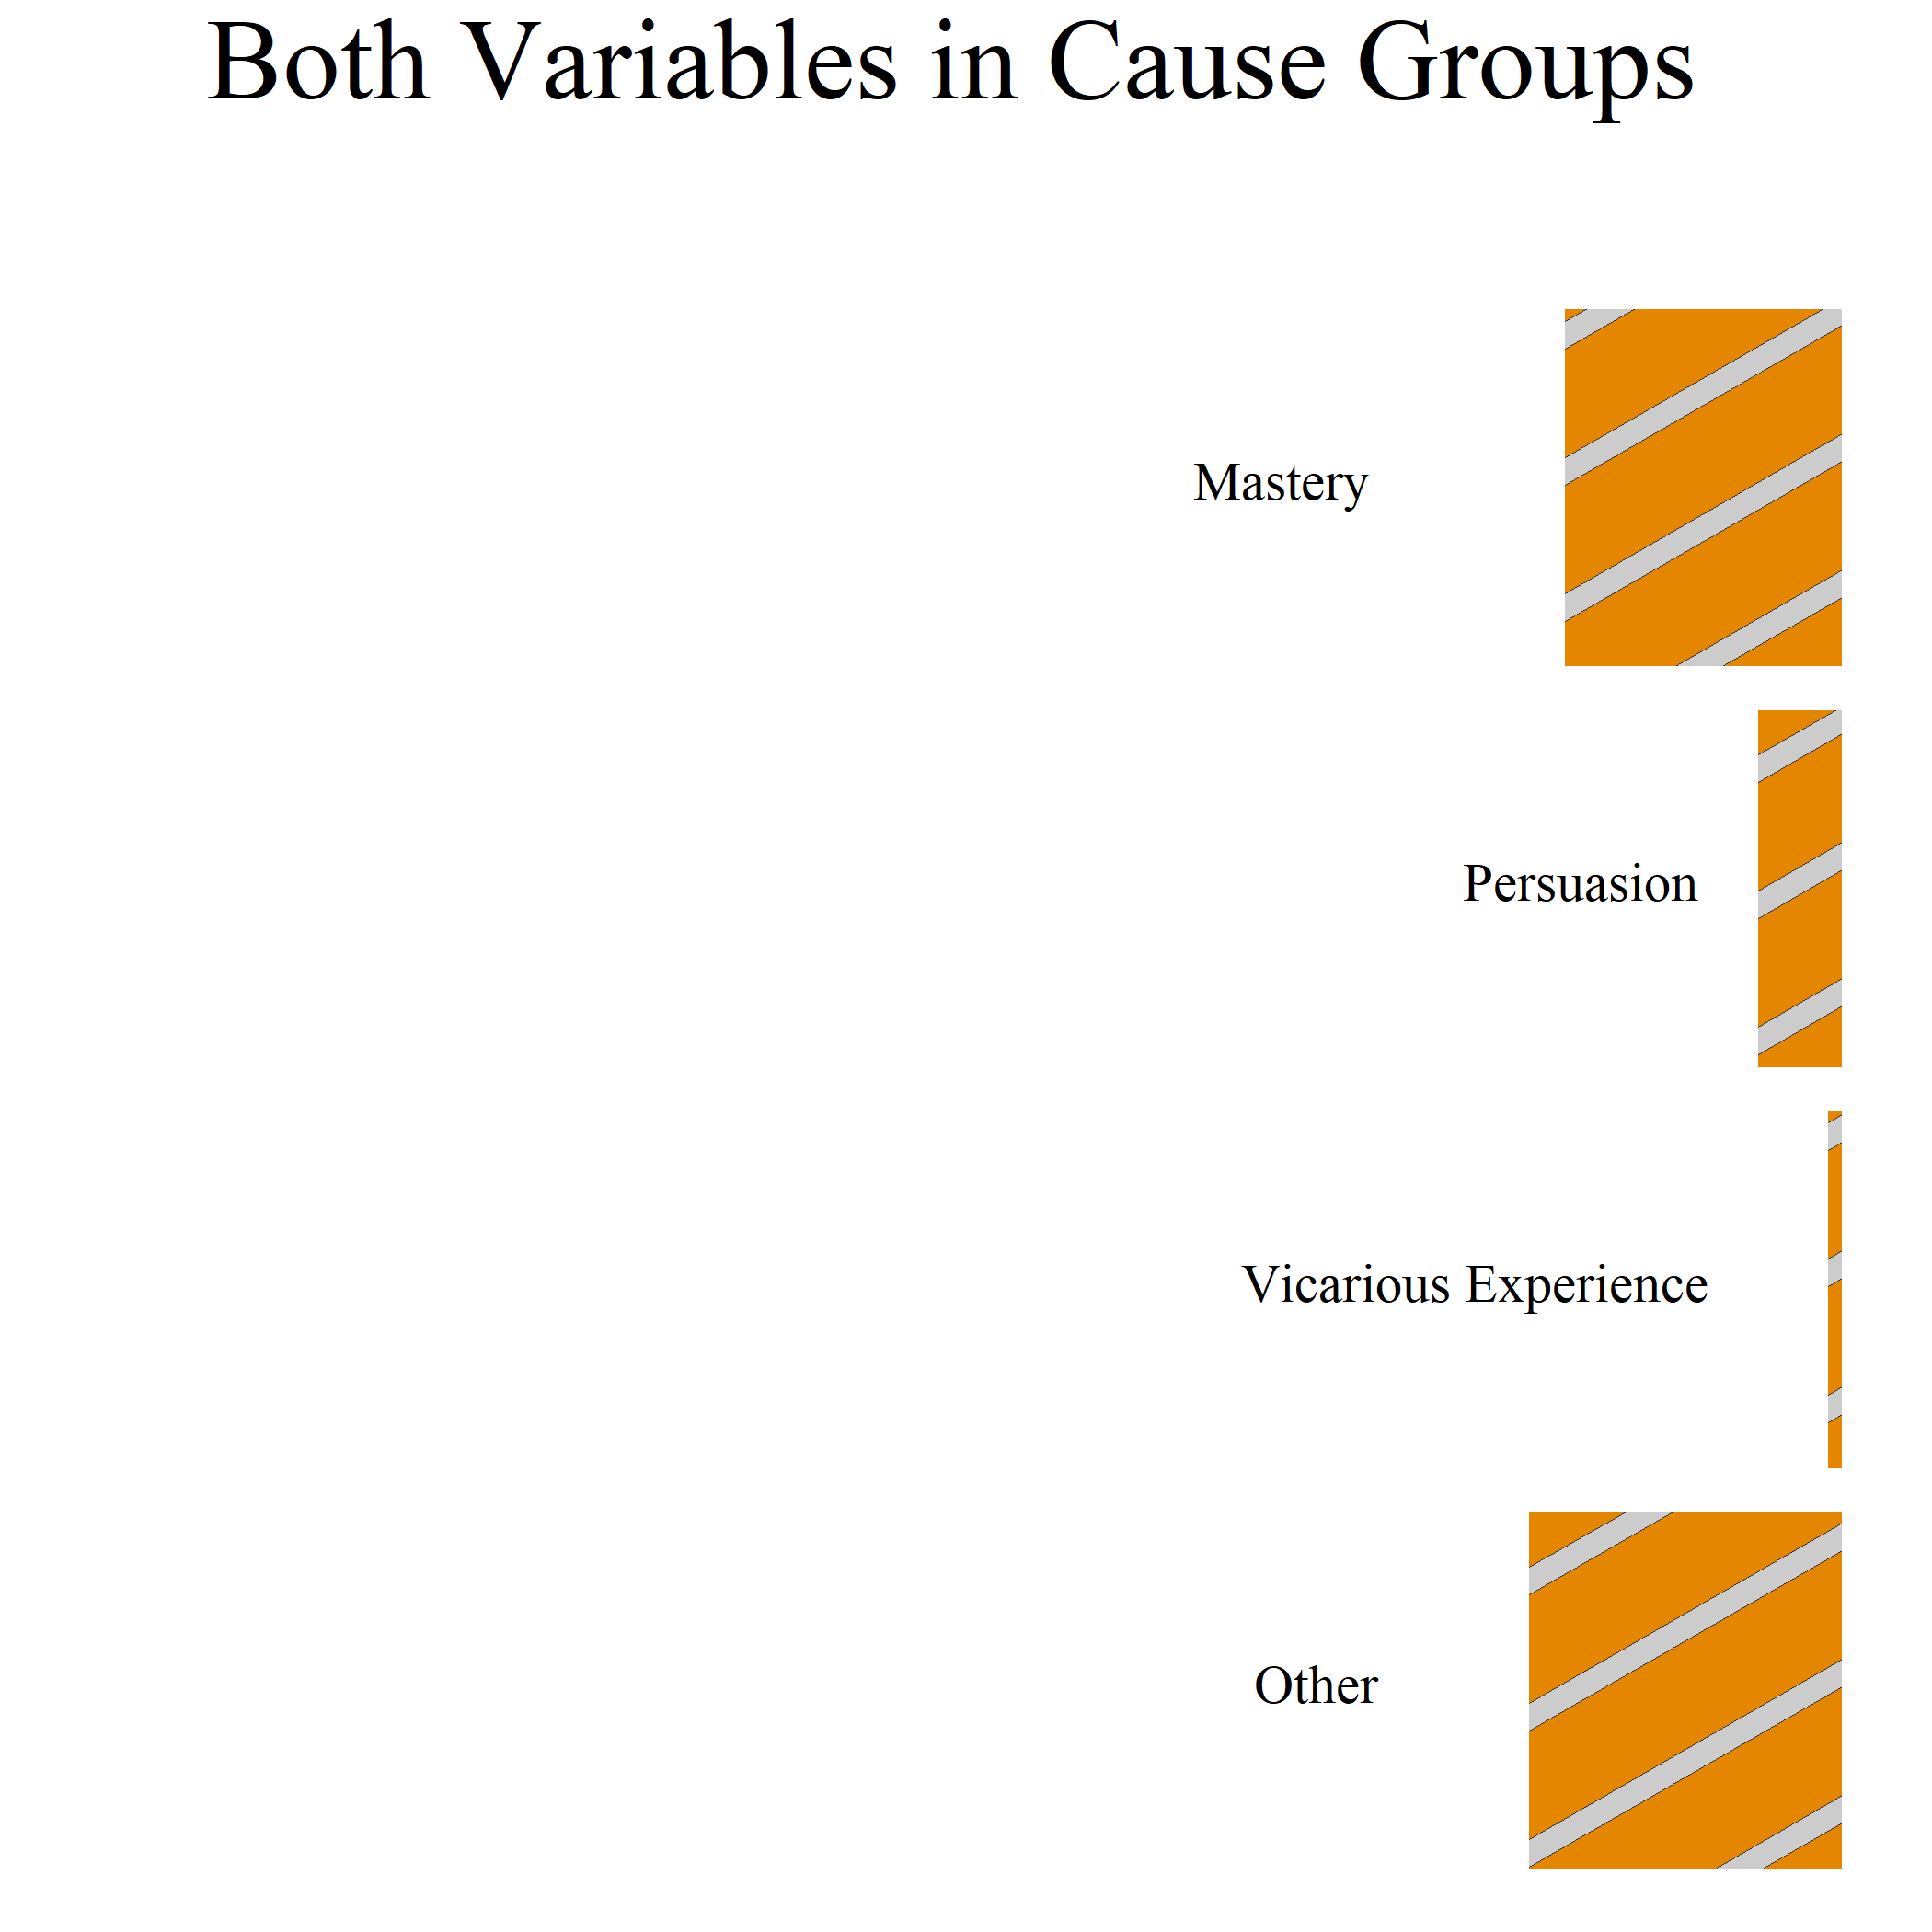 Both Variables in Cause Groups
Mastery
Persuasion
Vicarious Experience
Other